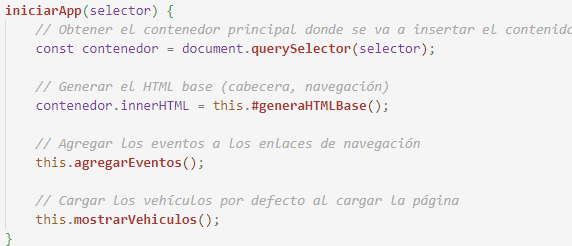 iniciarApp(selector) {
// Obtener el contenedor principal donde se va a insertar el contenido
const contenedor = document.querySelector(selector);
// Generar el HTML base (cabecera, navegación)
contenedor.innerHTML = this.#generaHTMLBase();
// Agregar los eventos a los enlaces de navegación
this.agregarEventos();
// Cargar los vehículos por defecto al cargar la página
this.mostrarVehiculos();
}